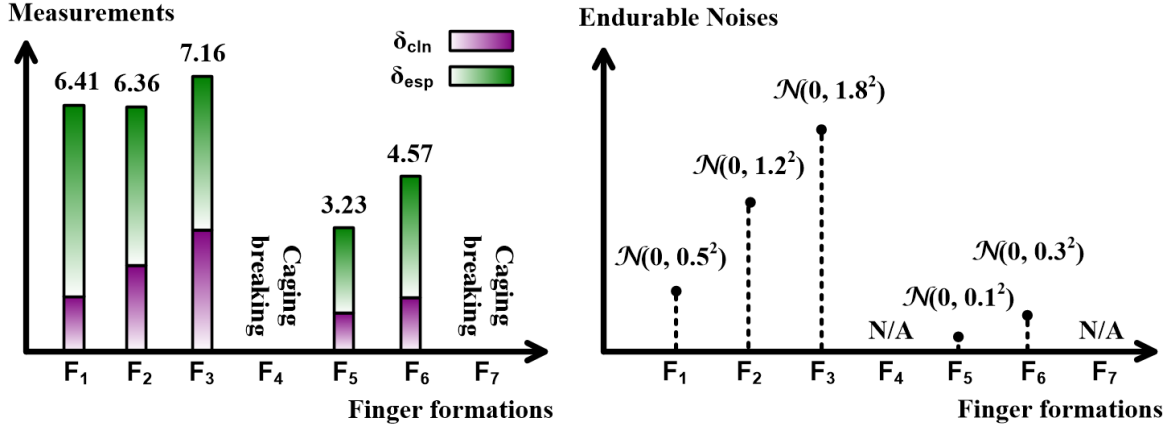 Measurements
δcln
δesp
6.41
6.36
7.16
Caging
breaking
3.23
4.57
Caging
breaking
F1
F2
F3
F4
F5
F6
F7
Finger formations
Endurable Noises
𝒩(0, 0.5²)
𝒩(0, 1.2²)
𝒩(0, 1.8²)
N/A
𝒩(0, 0.1²)
𝒩(0, 0.3²)
N/A
F1
F2
F3
F4
F5
F6
F7
Finger formations